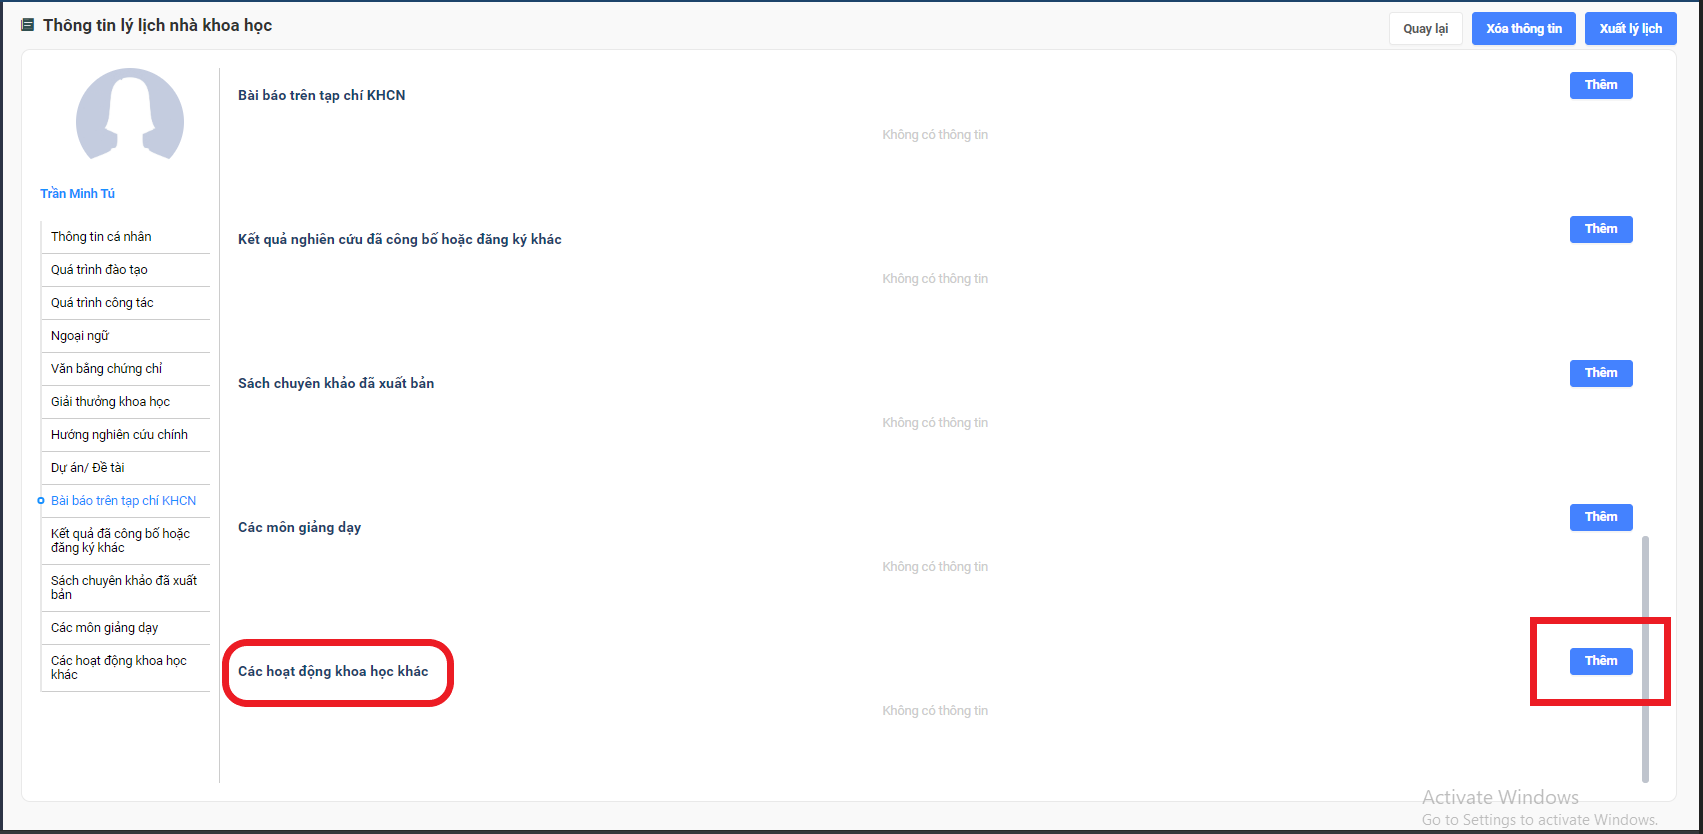 Thông tin lý lịch nhà khoa học
Quay lại
Xóa thông tin
Xuất lý lịch
Trần Minh Tú
Thông tin cá nhân
Quá trình đào tạo
Quá trình công tác
Ngoại ngữ
Văn bằng chứng chỉ
Giải thưởng khoa học
Hướng nghiên cứu chính
Dự án/ Đề tài
Bài báo trên tạp chí KHCN
Kết quả đã công bố hoặc
đăng ký khác
Sách chuyên khảo đã xuất
bản
Các môn giảng dạy
Các hoạt động khoa học
khác
Bài báo trên tạp chí KHCN
Thêm
Không có thông tin
Kết quả nghiên cứu đã công bố hoặc đăng ký khác
Thêm
Không có thông tin
Sách chuyên khảo đã xuất bản
Thêm
Không có thông tin
Các môn giảng dạy
Thêm
Không có thông tin
Các hoạt động khoa học khác
Thêm
Không có thông tin
Activate Windows
Go to Settings to activate Windows.